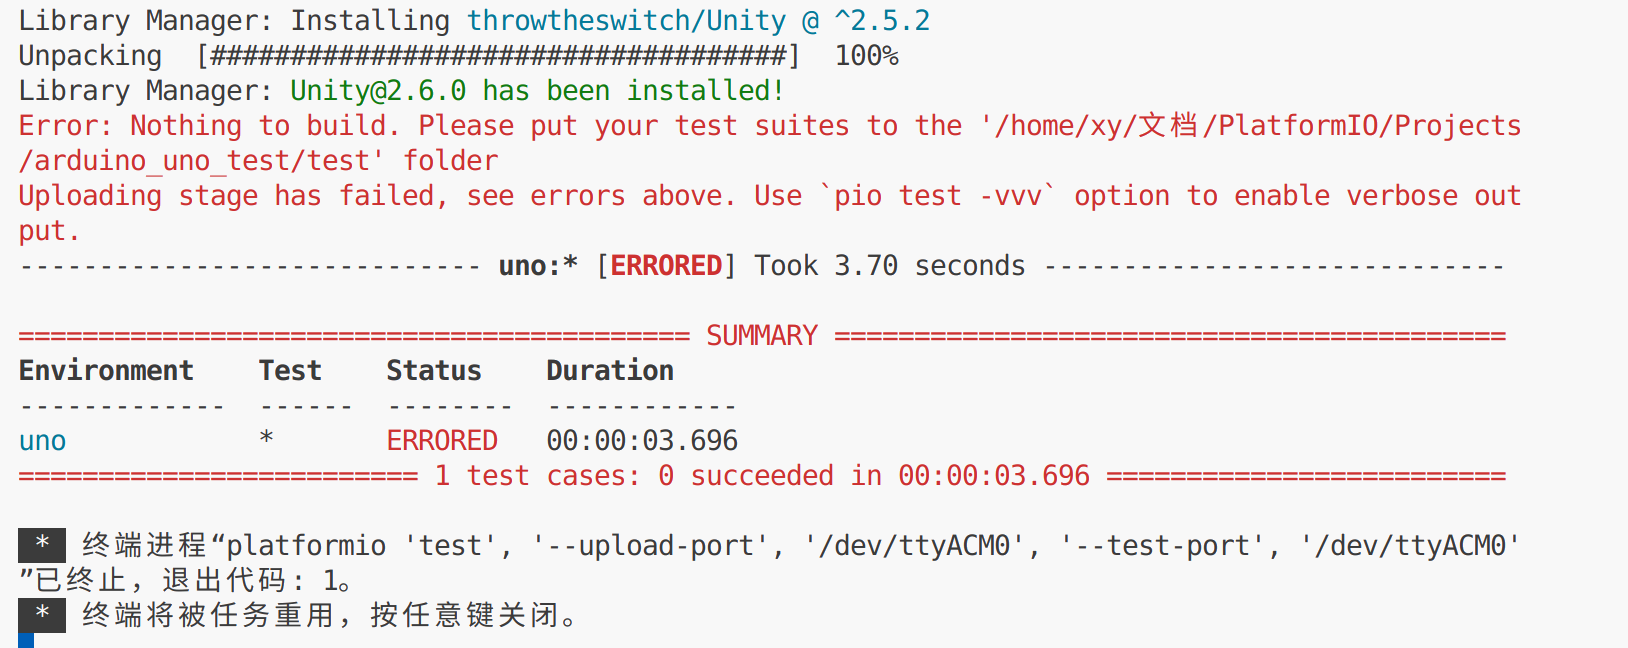 Library Manager: Installing throwtheswitch/Unity @ ^2.5.2
Unpacking  [####################################]  100%
Library Manager: Unity@2.6.0 has been installed!
Error: Nothing to build. Please put your test suites to the '/home/xy/文档/PlatformIO/Projects
/arduino_uno_test/test' folder
Uploading stage has failed, see errors above. Use `pio test -vvv` option to enable verbose out
put.
----------------------------- uno:* [ERRORED] Took 3.70 seconds -----------------------------
========================================== SUMMARY ==========================================
Environment    Test    Status    Duration
-------------  ------  --------  ------------
uno            *       ERRORED   00:00:03.696
========================= 1 test cases: 0 succeeded in 00:00:03.696 =========================
* 终端进程“platformio 'test', '--upload-port', '/dev/ttyACM0', '--test-port', '/dev/ttyACM0'
”已终止，退出代码: 1。
* 终端将被任务重用，按任意键关闭。